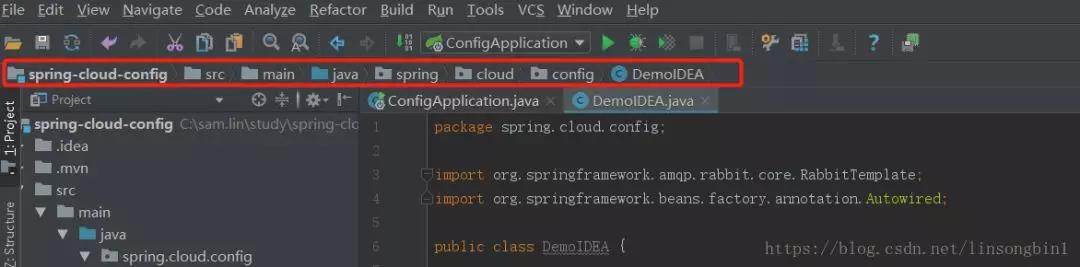 File Edit View Navigate Code Analyze Refactor Build Run Tools VCS Window Help
ConfigApplication
spring-cloud-config src main java spring cloud config DemoIDEA
Project
ConfigApplication.java DemoIDEA.java
1: Project
Z: Structure
spring-cloud-config C:\sam.lin\study\spring-clo
.idea
.mvn
src
main
java
spring.cloud.config
1 package spring.cloud.config;
2
3 import org.springframework.amqp.rabbit.core.RabbitTemplate;
4 import org.springframework.beans.factory.annotation.Autowired;
5
6 public class DemoIDEA {
https://blog.csdn.net/linsongbin1